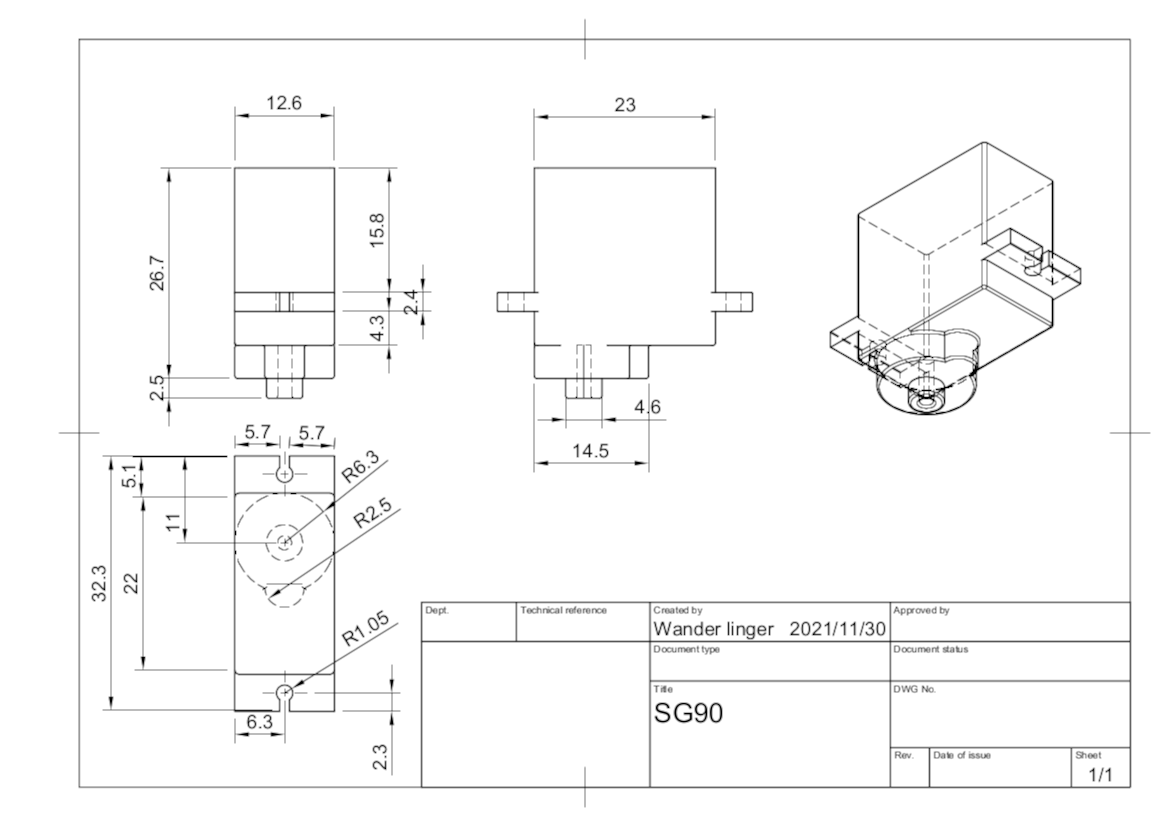 12.6
23
26.7
15.8
2.4
4.3
2.5
4.6
14.5
5.7 5.7
5.1
11
R6.3
R2.5
32.3
22
R1.05
6.3
2.3
Dept.
Technical reference
Created by
Wander linger 2021/11/30
Approved by
Document type
Document status
Title
SG90
DWG No.
Rev.
Date of issue
Sheet
1/1